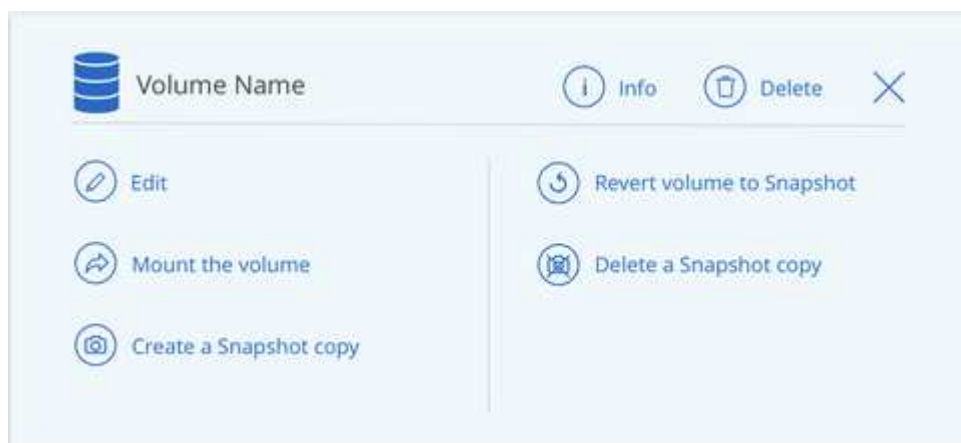 Volume Name
Info
Delete
Edit
Mount the volume
Create a Snapshot copy
Revert volume to Snapshot
Delete a Snapshot copy